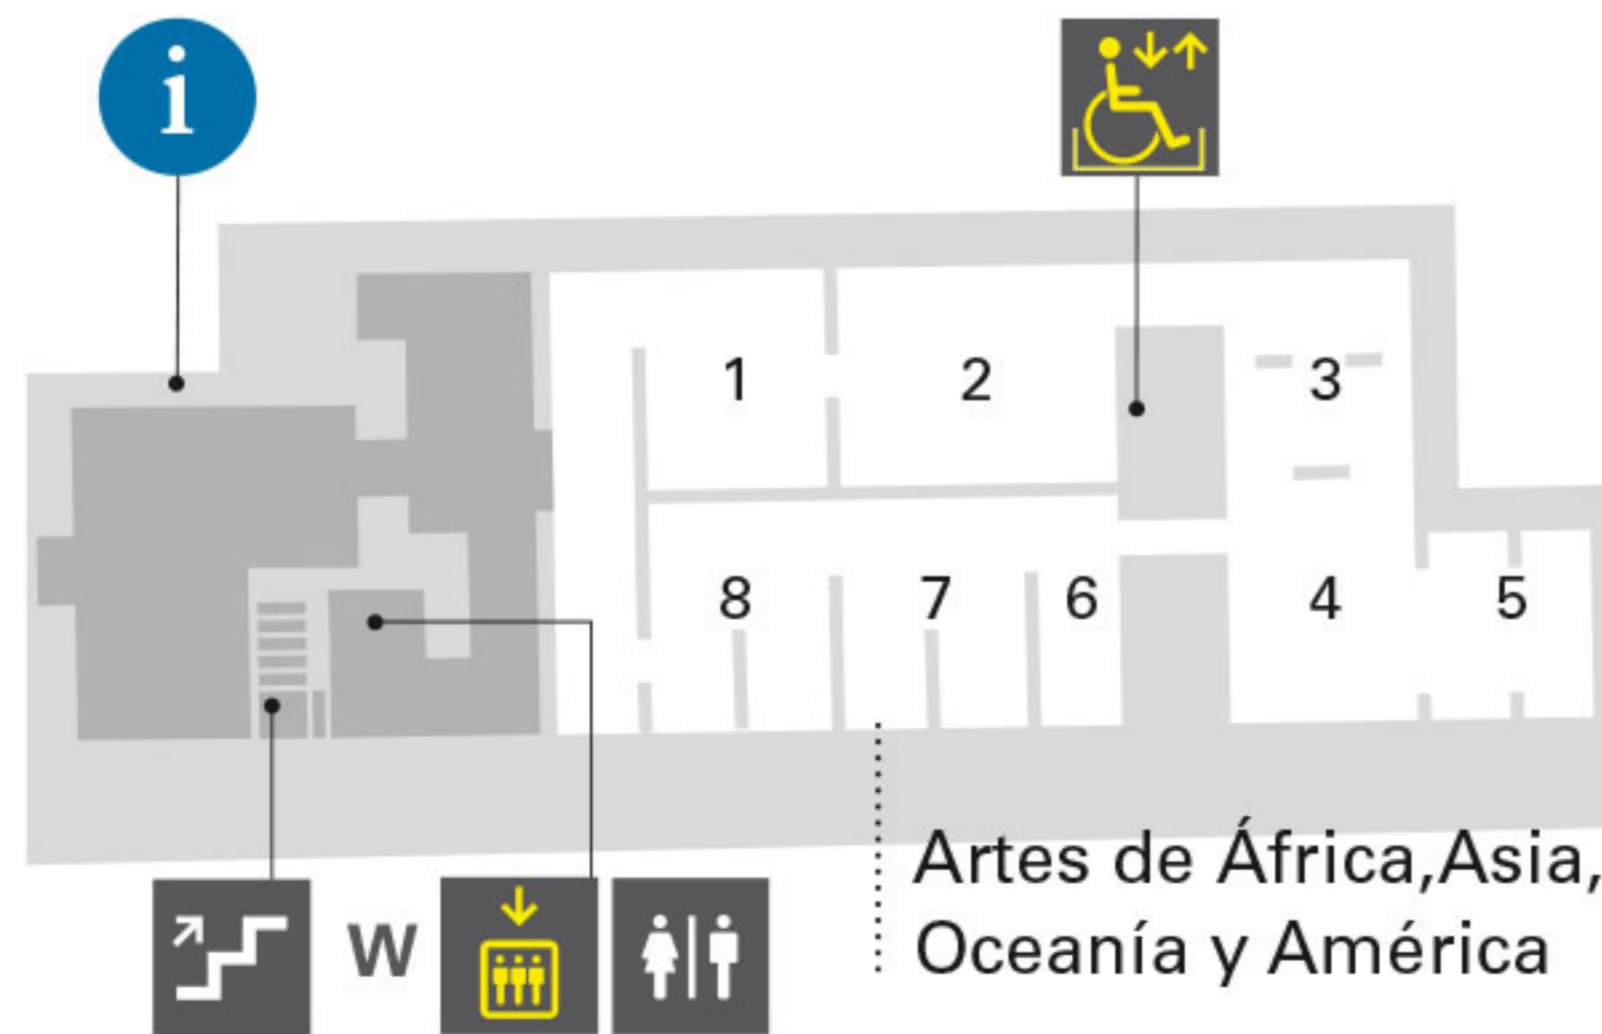 i
1 2 3
8 7 6 4 5
W
Artes de África,Asia,
Oceanía y América